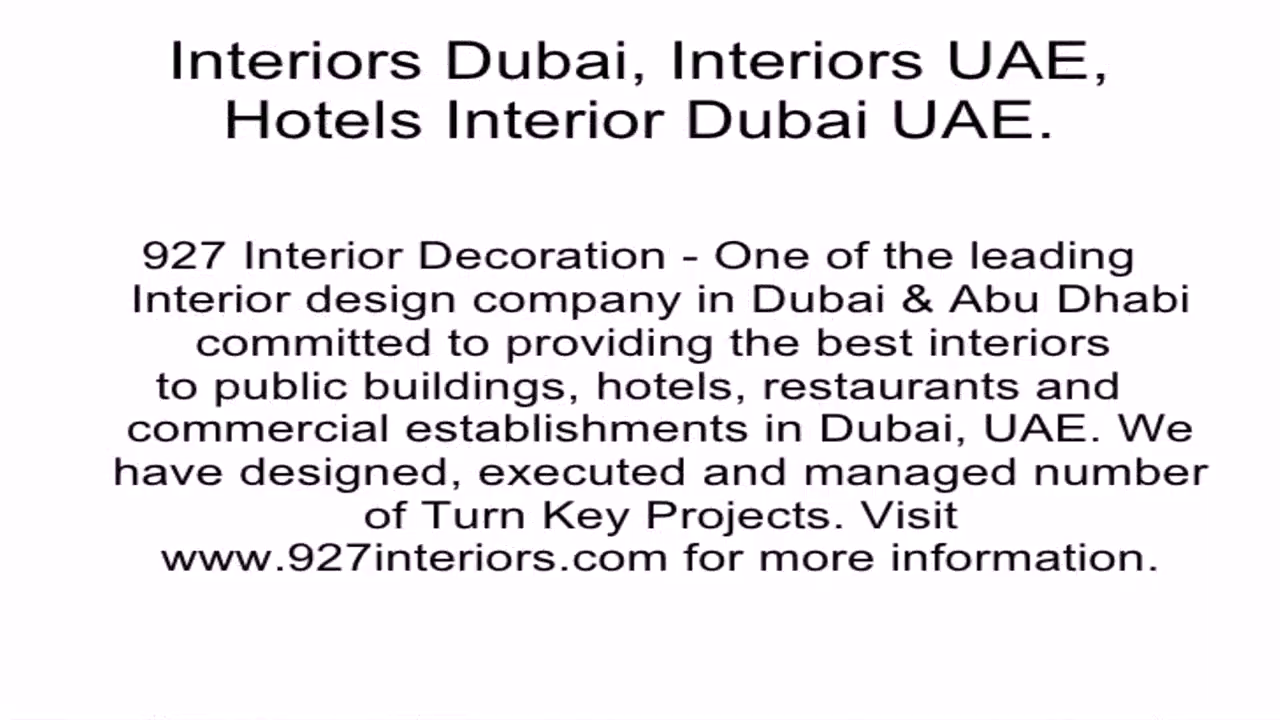 Interiors Dubai, Interiors UAE,
Hotels Interior Dubai UAE.
927 Interior Decoration - One of the leading
Interior design company in Dubai & Abu Dhabi
committed to providing the best interiors
to public buildings, hotels, restaurants and
commercial establishments in Dubai, UAE. We
have designed, executed and managed number
of Turn Key Projects. Visit
www.927interiors.com for more information.